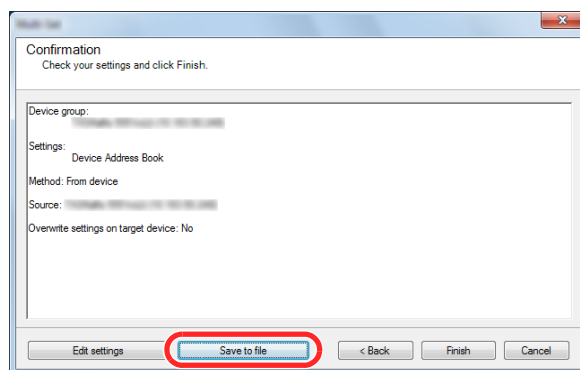 Confirmation
Check your settings and click Finish.
Device group:
Settings:
Device Address Book
Method: From device
Source:
Overwrite settings on target device: No
Edit settings
Save to file
< Back
Finish
Cancel